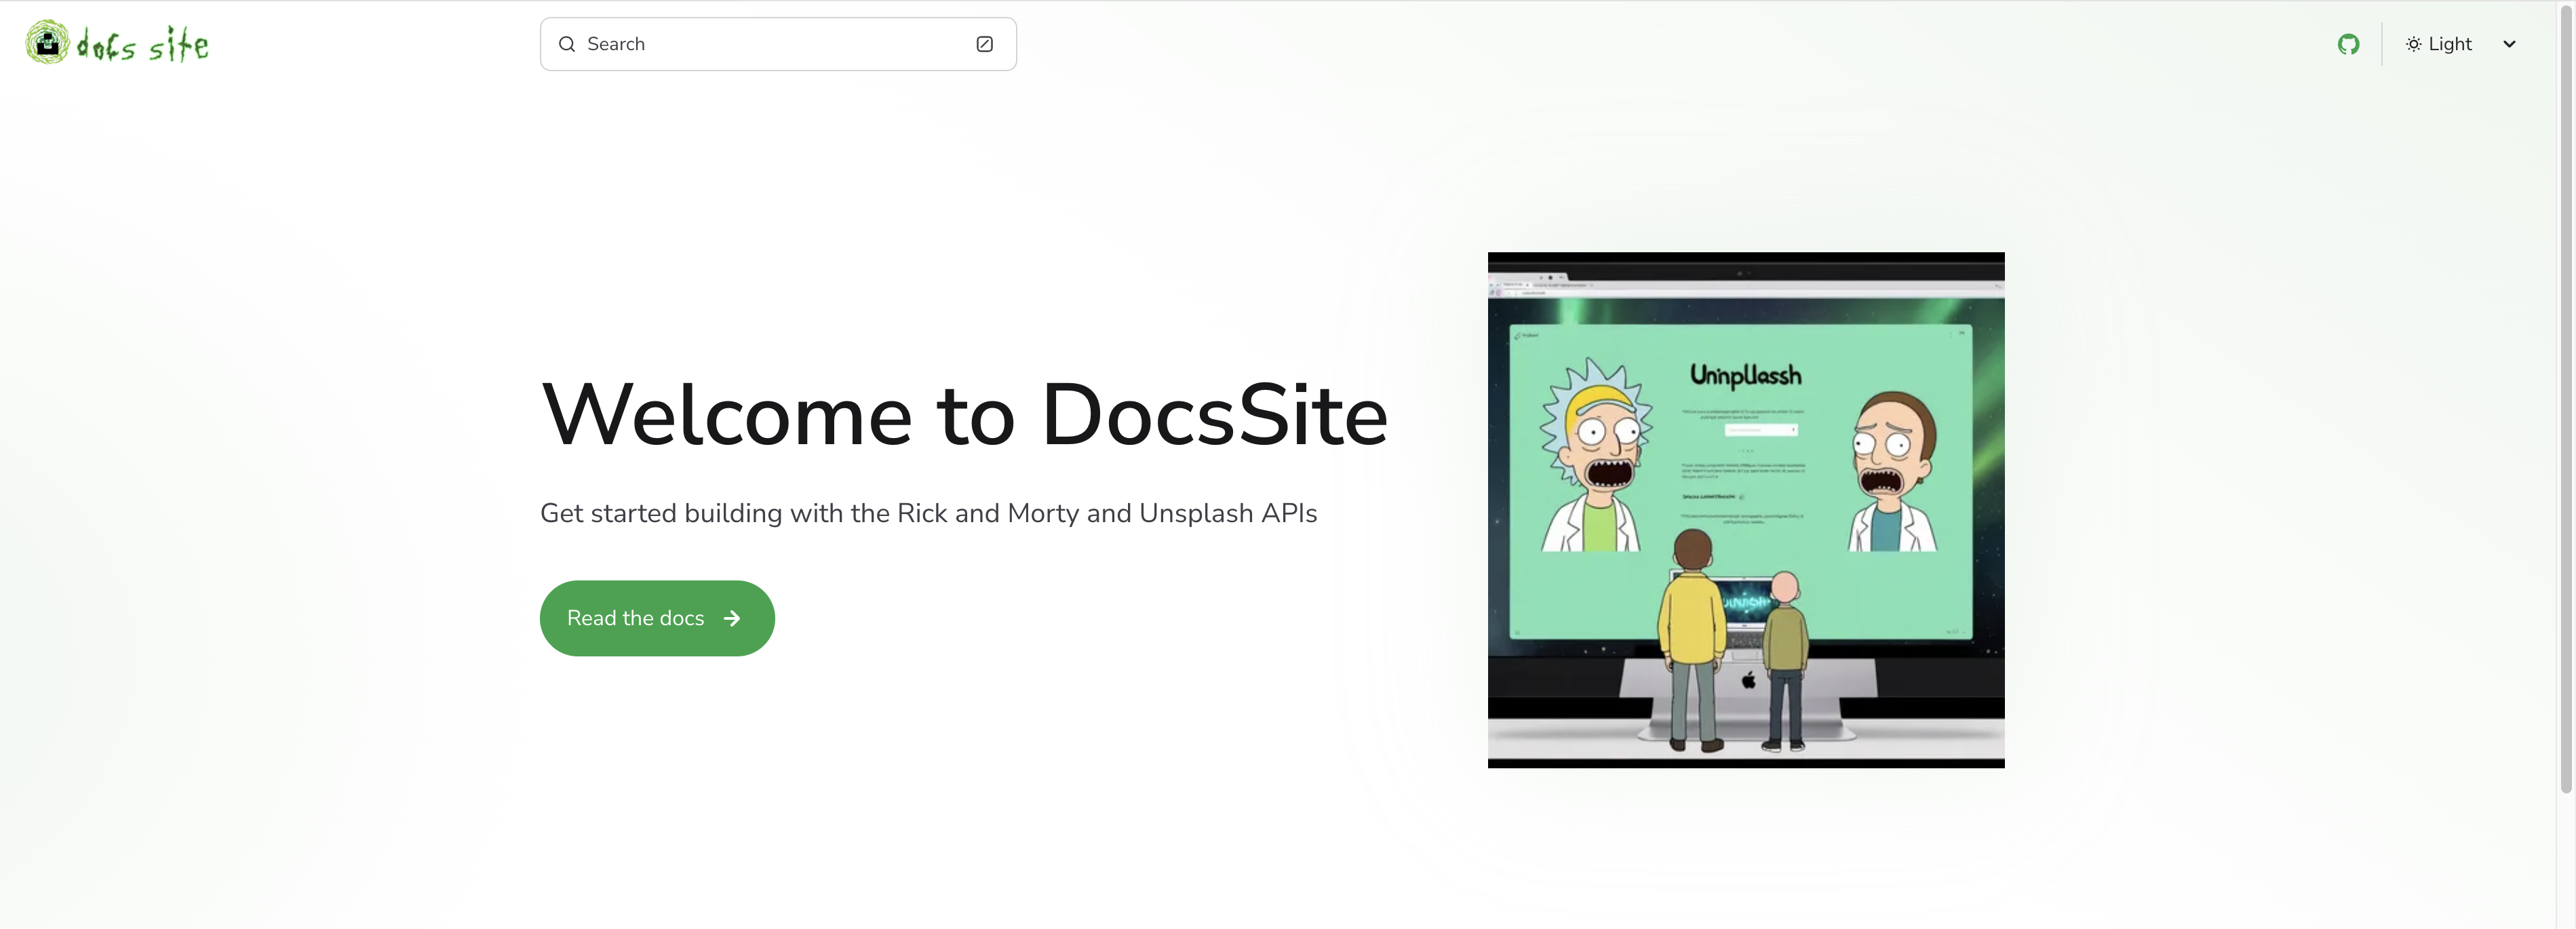 docs site
Search
Light
Welcome to DocsSite
Get started building with the Rick and Morty and Unsplash APIs
Read the docs
Uninpllassh